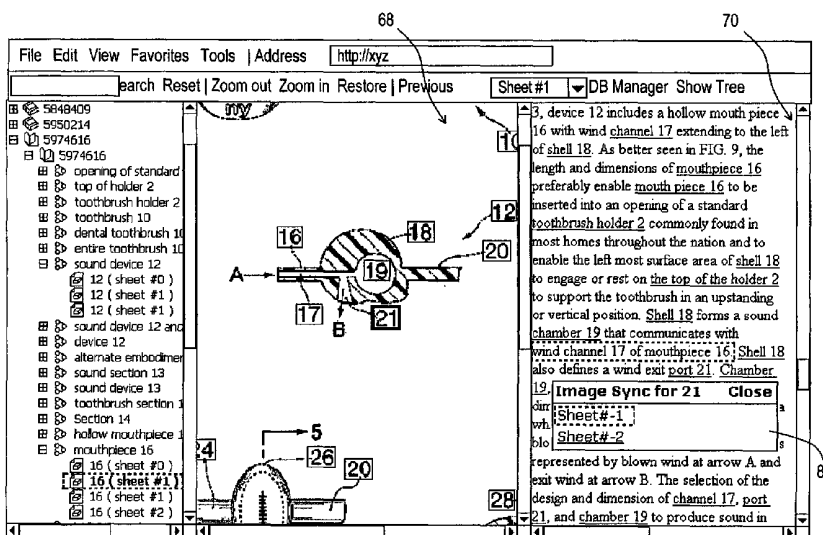 68
70
File Edit View Favorites Tools | Address http://xyz
earch Reset | Zoom out Zoom in Restore | Previous Sheet #1 DB Manager Show Tree
5848409
5950214
5974616
5974616
opening of standard
top of holder 2
toothbrush holder 2
toothbrush 10
dental toothbrush 10
entire toothbrush 10
sound device 12
12 ( sheet #0 )
12 ( sheet #1 )
12 ( sheet #1 )
sound device 12 and
device 12
alternate embodimer
sound section 13
sound device 13
toothbrush section 1
Section 14
hollow mouthpiece 1
mouthpiece 16
16 ( sheet #0 )
16 ( sheet #1 )
16 ( sheet #1 )
16 ( sheet #2 )
ny
12
18
16
20
19
A
17
B
21
5
24
26
20
28
3, device 12 includes a hollow mouth piece
16 with wind channel 17 extending to the left
of shell 18. As better seen in FIG. 9, the
length and dimensions of mouthpiece 16
preferably enable mouth piece 16 to be
inserted into an opening of a standard
toothbrush holder 2 commonly found in
most homes throughout the nation and to
enable the left most surface area of shell 18
to engage or rest on the top of the holder 2
to support the toothbrush in an upstanding
or vertical position. Shell 18 forms a sound
chamber 19 that communicates with
wind channel 17 of mouthpiece 16. Shell 18
also defines a wind exit port 21. Chamber
19,
Image Sync for 21 Close
Sheet#-1
Sheet#-2
8
represented by blown wind at arrow A and
exit wind at arrow B. The selection of the
design and dimension of channel 17, port
21, and chamber 19 to produce sound in